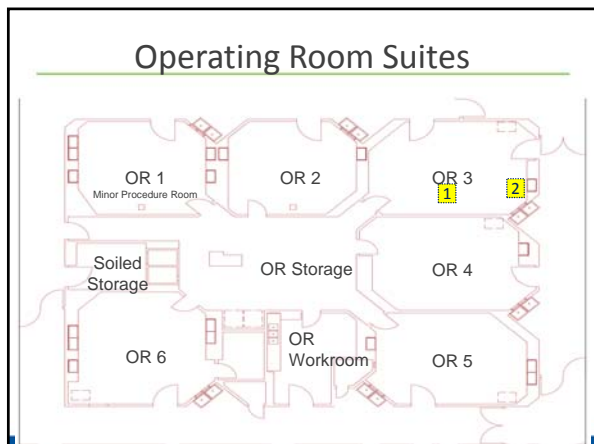 Operating Room Suites
OR 1
Minor Procedure Room
OR 2
OR 3
1
2
Soiled
Storage
OR Storage
OR 4
OR 6
OR
Workroom
OR 5